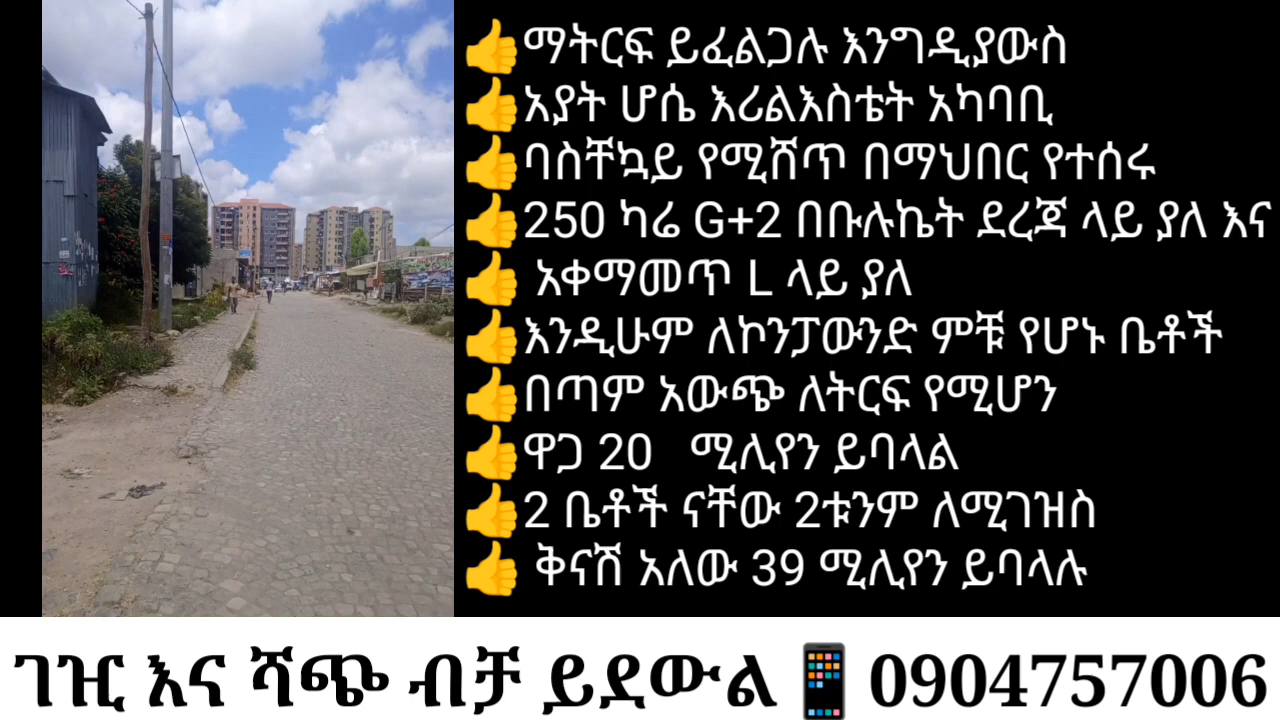 👍ማትርፍ ይፈልጋሉ እንግዲያውስ
👍አያት ሆሴ እሪልእስቴት አካባቢ
👍ባስቸኳይ የሚሸጥ በማህበር የተሰሩ
👍250 ካሬ G+2 በቡሉኬት ደረጃ ላይ ያለ እና
👍 አቀማመጥ L ላይ ያለ
👍እንዲሁም ለኮንፓውንድ ምቹ የሆኑ ቤቶች
👍በጣም አውጭ ለትርፍ የሚሆን
👍ዋጋ 20 ሚሊየን ይባላል
👍2 ቤቶች ናቸው 2ቱንም ለሚገዝስ
👍 ቅናሽ አለው 39 ሚሊየን ይባላሉ
ገዢ እና ሻጭ ብቻ ይደውል📱0904757006